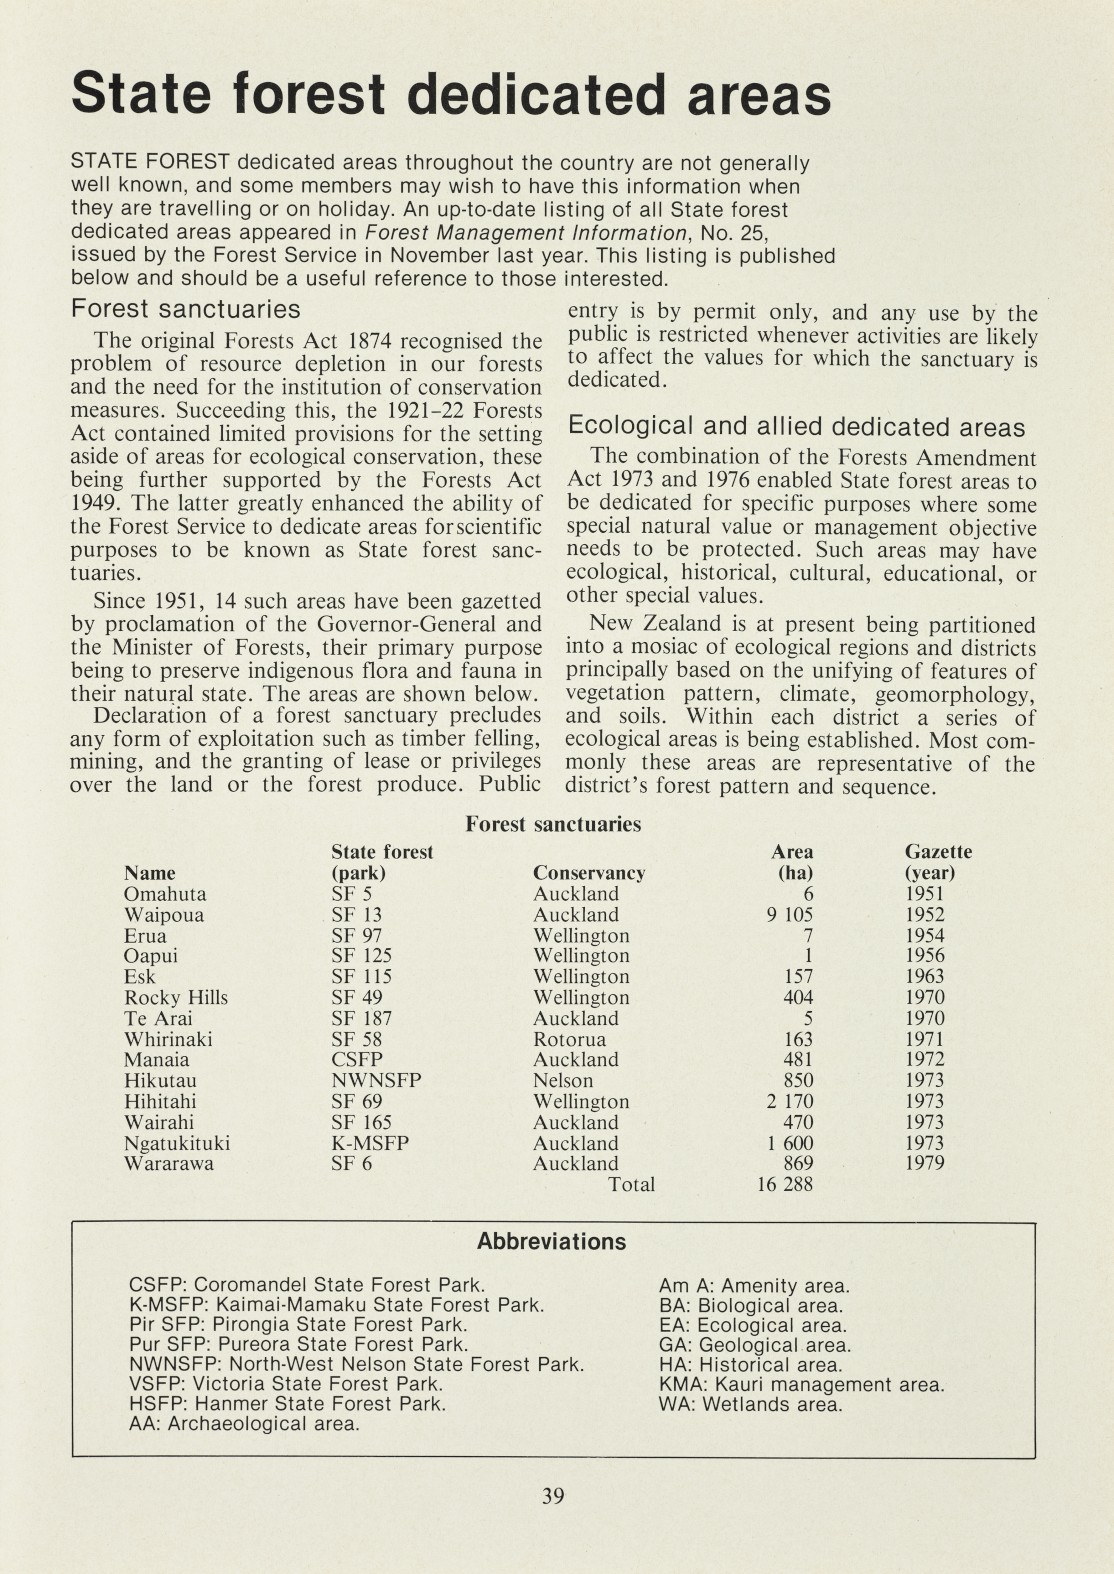 State forest dedicated areas
STATE FOREST dedicated areas throughout the country are not generally
well known, and some members may wish to have this information when
they are travelling or on holiday. An up-to-date listing of all State forest
dedicated areas appeared in Forest Management Information, No. 25,
issued by the Forest Service in November last year. This listing is published
below and should be a useful reference to those interested.
Forest sanctuaries
The original Forests Act 1874 recognised the
problem of resource depletion in our forests
and the need for the institution of conservation
measures. Succeeding this, the 1921–22 Forests
Act contained limited provisions for the setting
aside of areas for ecological conservation, these
being further supported by the Forests Act
1949. The latter greatly enhanced the ability of
the Forest Service to dedicate areas for scientific
purposes to be known as State forest sanc-
tuaries.
Since 1951, 14 such areas have been gazetted
by proclamation of the Governor-General and
the Minister of Forests, their primary purpose
being to preserve indigenous flora and fauna in
their natural state. The areas are shown below.
Declaration of a forest sanctuary precludes
any form of exploitation such as timber felling,
mining, and the granting of lease or privileges
over the land or the forest produce. Public
entry is by permit only, and any use by the
public is restricted whenever activities are likely
to affect the values for which the sanctuary is
dedicated.
Ecological and allied dedicated areas
The combination of the Forests Amendment
Act 1973 and 1976 enabled State forest areas to
be dedicated for specific purposes where some
special natural value or management objective
needs to be protected. Such areas may have
ecological, historical, cultural, educational, or
other special values.
New Zealand is at present being partitioned
into a mosiac of ecological regions and districts
principally based on the unifying of features of
vegetation pattern, climate, geomorphology,
and soils. Within each district a series of
ecological areas is being established. Most com-
monly these areas are representative of the
district's forest pattern and sequence.
Forest sanctuaries
State forest Area Gazette
Name (park) Conservancy (ha) (year)
Omahuta SF 5 Auckland 6 1951
Waipoua SF 13 Auckland 9 105 1952
Erua SF 97 Wellington 7 1954
Oapui SF 125 Wellington 1 1956
Esk SF 115 Wellington 157 1963
Rocky Hills SF 49 Wellington 404 1970
Te Arai SF 187 Auckland 5 1970
Whirinaki SF 58 Rotorua 163 1971
Manaia CSFP Auckland 481 1972
Hikutau NWNSFP Nelson 850 1973
Hihitahi SF 69 Wellington 2 170 1973
Wairahi SF 165 Auckland 470 1973
Ngatukituki K-MSFP Auckland 1 600 1973
Wararawa SF 6 Auckland 869 1979
Total 16 288
Abbreviations
CSFP: Coromandel State Forest Park.
K-MSFP: Kaimai-Mamaku State Forest Park.
Pir SFP: Pirongia State Forest Park.
Pur SFP: Pureora State Forest Park.
NWNSFP: North-West Nelson State Forest Park.
VSFP: Victoria State Forest Park.
HSFP: Hanmer State Forest Park.
AA: Archaeological area.
Am A: Amenity area.
BA: Biological area.
EA: Ecological area.
GA: Geological area.
HA: Historical area.
KMA: Kauri management area.
WA: Wetlands area.
39